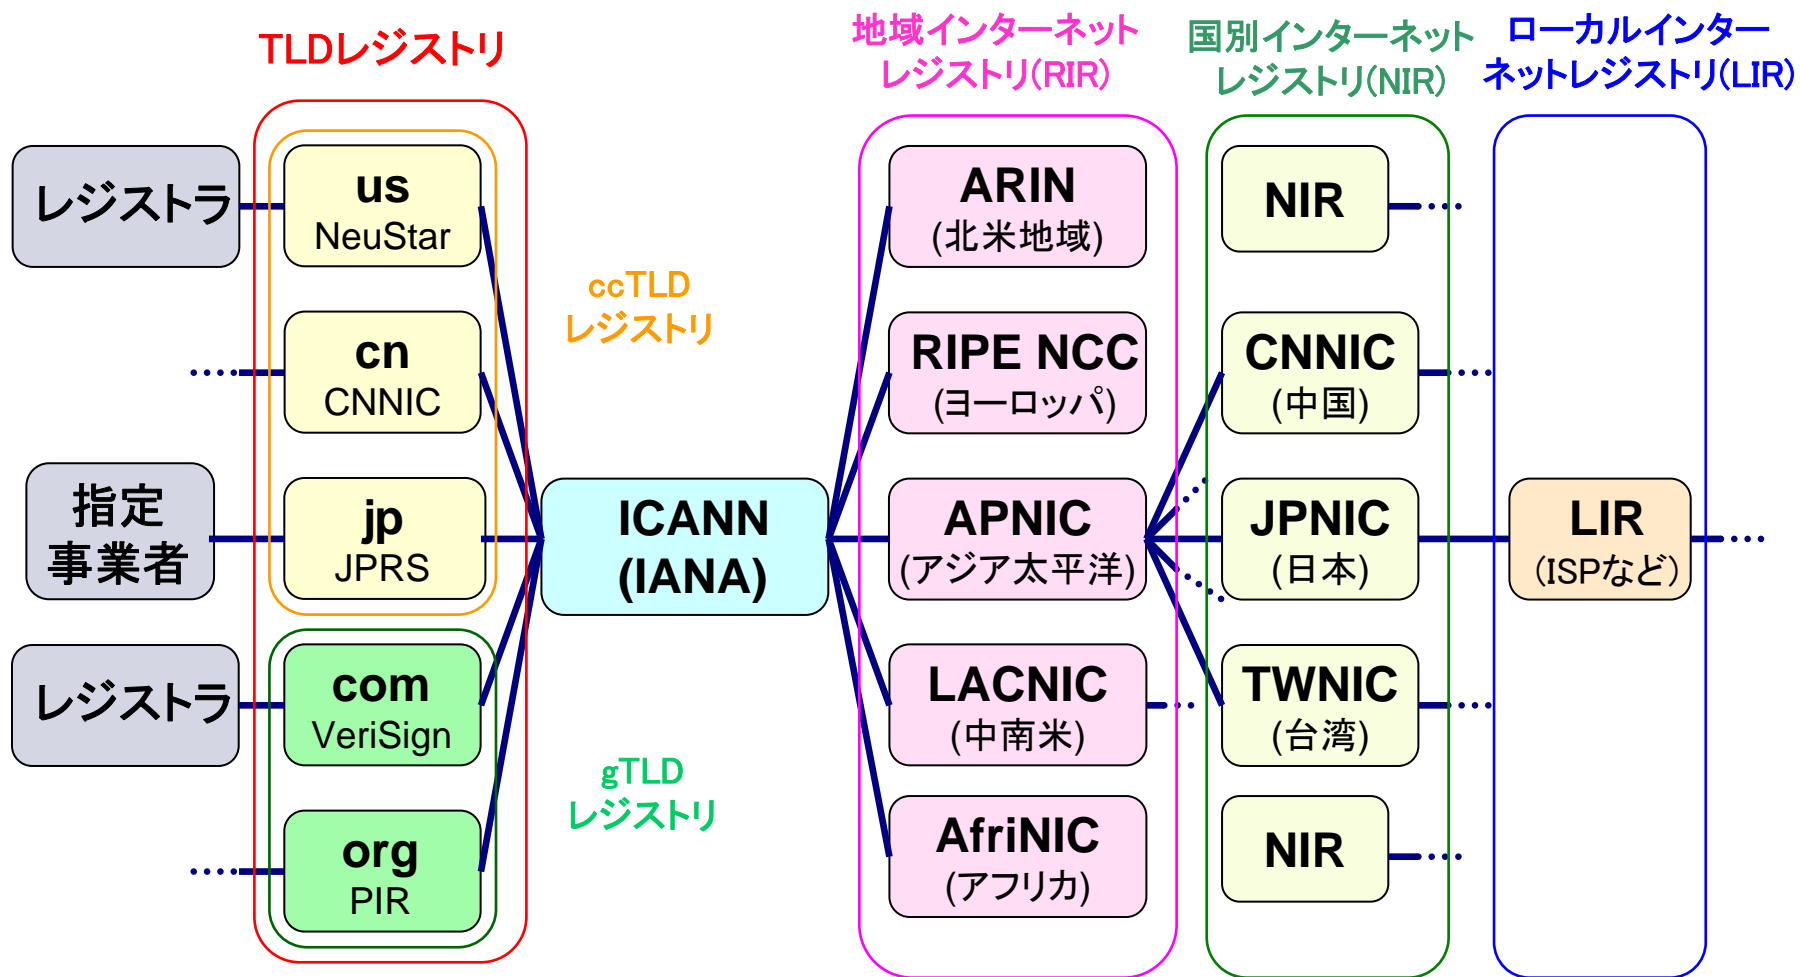 TLDレジストリ
地域インターネット
レジストリ(RIR)
国別インターネット
レジストリ(NIR)
ローカルインター
ネットレジストリ(LIR)
レジストラ
us
NeuStar
cn
CNNIC
指定
事業者
jp
JPRS
レジストラ
com
VeriSign
org
PIR
ccTLD
レジストリ
gTLD
レジストリ
ICANN
(IANA)
ARIN
(北米地域)
RIPE NCC
(ヨーロッパ)
APNIC
(アジア太平洋)
LACNIC
(中南米)
AfriNIC
(アフリカ)
NIR
CNNIC
(中国)
JPNIC
(日本)
TWNIC
(台湾)
NIR
LIR
(ISPなど)